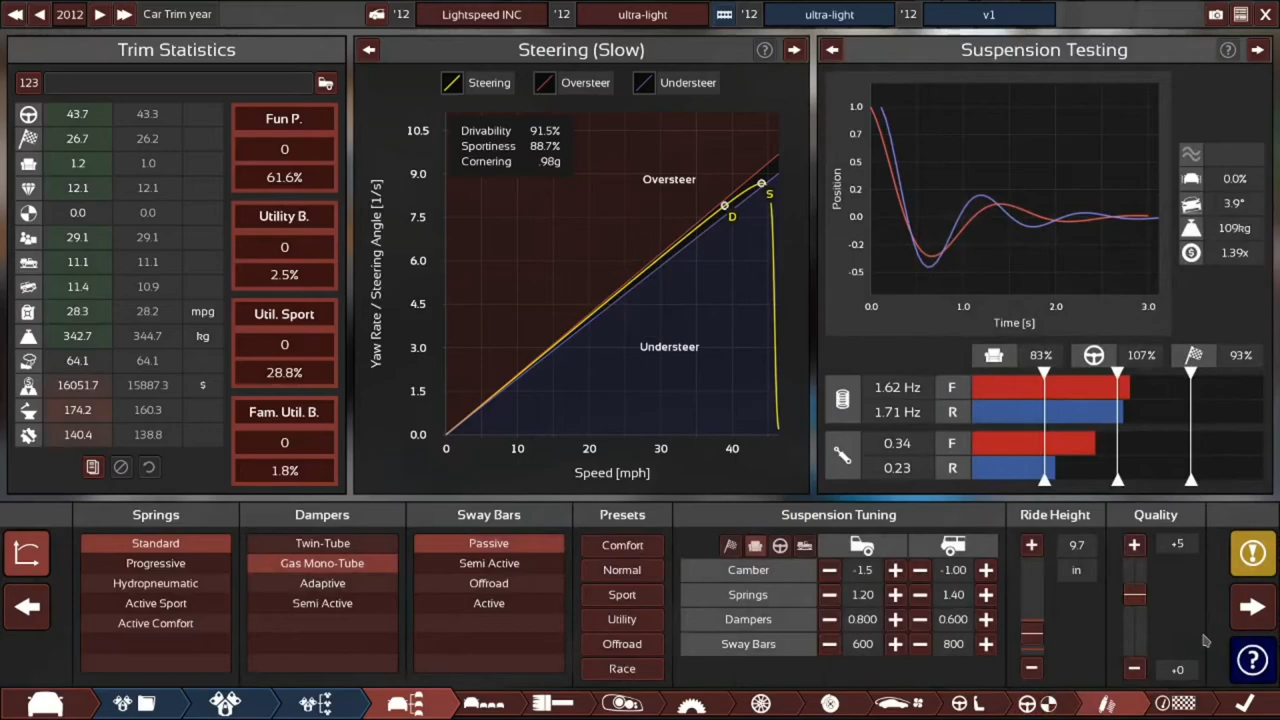 2012 Car Trim year '12 Lightspeed INC '12 ultra-light '12 ultra-light '12 v1
Trim Statistics
123
43.7 43.3
26.7 26.2
1.2 1.0
12.1 12.1
0.0 0.0
29.1 29.1
11.1 11.1
11.4 10.9
28.3 28.2 mpg
342.7 344.7 kg
64.1 64.1
16051.7 15887.3 $
174.2 160.3
140.4 138.8
Fun P.
0
61.6%
Utility B.
0
2.5%
Util. Sport
0
28.8%
Fam. Util. B.
0
1.8%
Steering (Slow)
?
Steering Oversteer Understeer
Drivability 91.5%
Sportiness 88.7%
Cornering .98g
Oversteer
Understeer
D
S
Yaw Rate / Steering Angle [1/s]
10.5
9.0
7.5
6.0
4.5
3.0
1.5
0.0
0 10 20 30 40
Speed [mph]
Suspension Testing
?
Position
1.0
0.7
0.5
0.2
0.0
-0.2
-0.5
0.0 1.0 2.0 3.0
Time [s]
0.0%
3.9°
109kg
1.39x
83% 107% 93%
1.62 Hz F
1.71 Hz R
0.34 F
0.23 R
Springs
Standard
Progressive
Hydropneumatic
Active Sport
Active Comfort
Dampers
Twin-Tube
Gas Mono-Tube
Adaptive
Semi Active
Sway Bars
Passive
Semi Active
Offroad
Active
Presets
Comfort
Normal
Sport
Utility
Offroad
Race
Suspension Tuning
Camber -1.5 -1.00
Springs 1.20 1.40
Dampers 0.800 0.600
Sway Bars 600 800
Ride Height
9.7
in
Quality
+5
+0
!
?